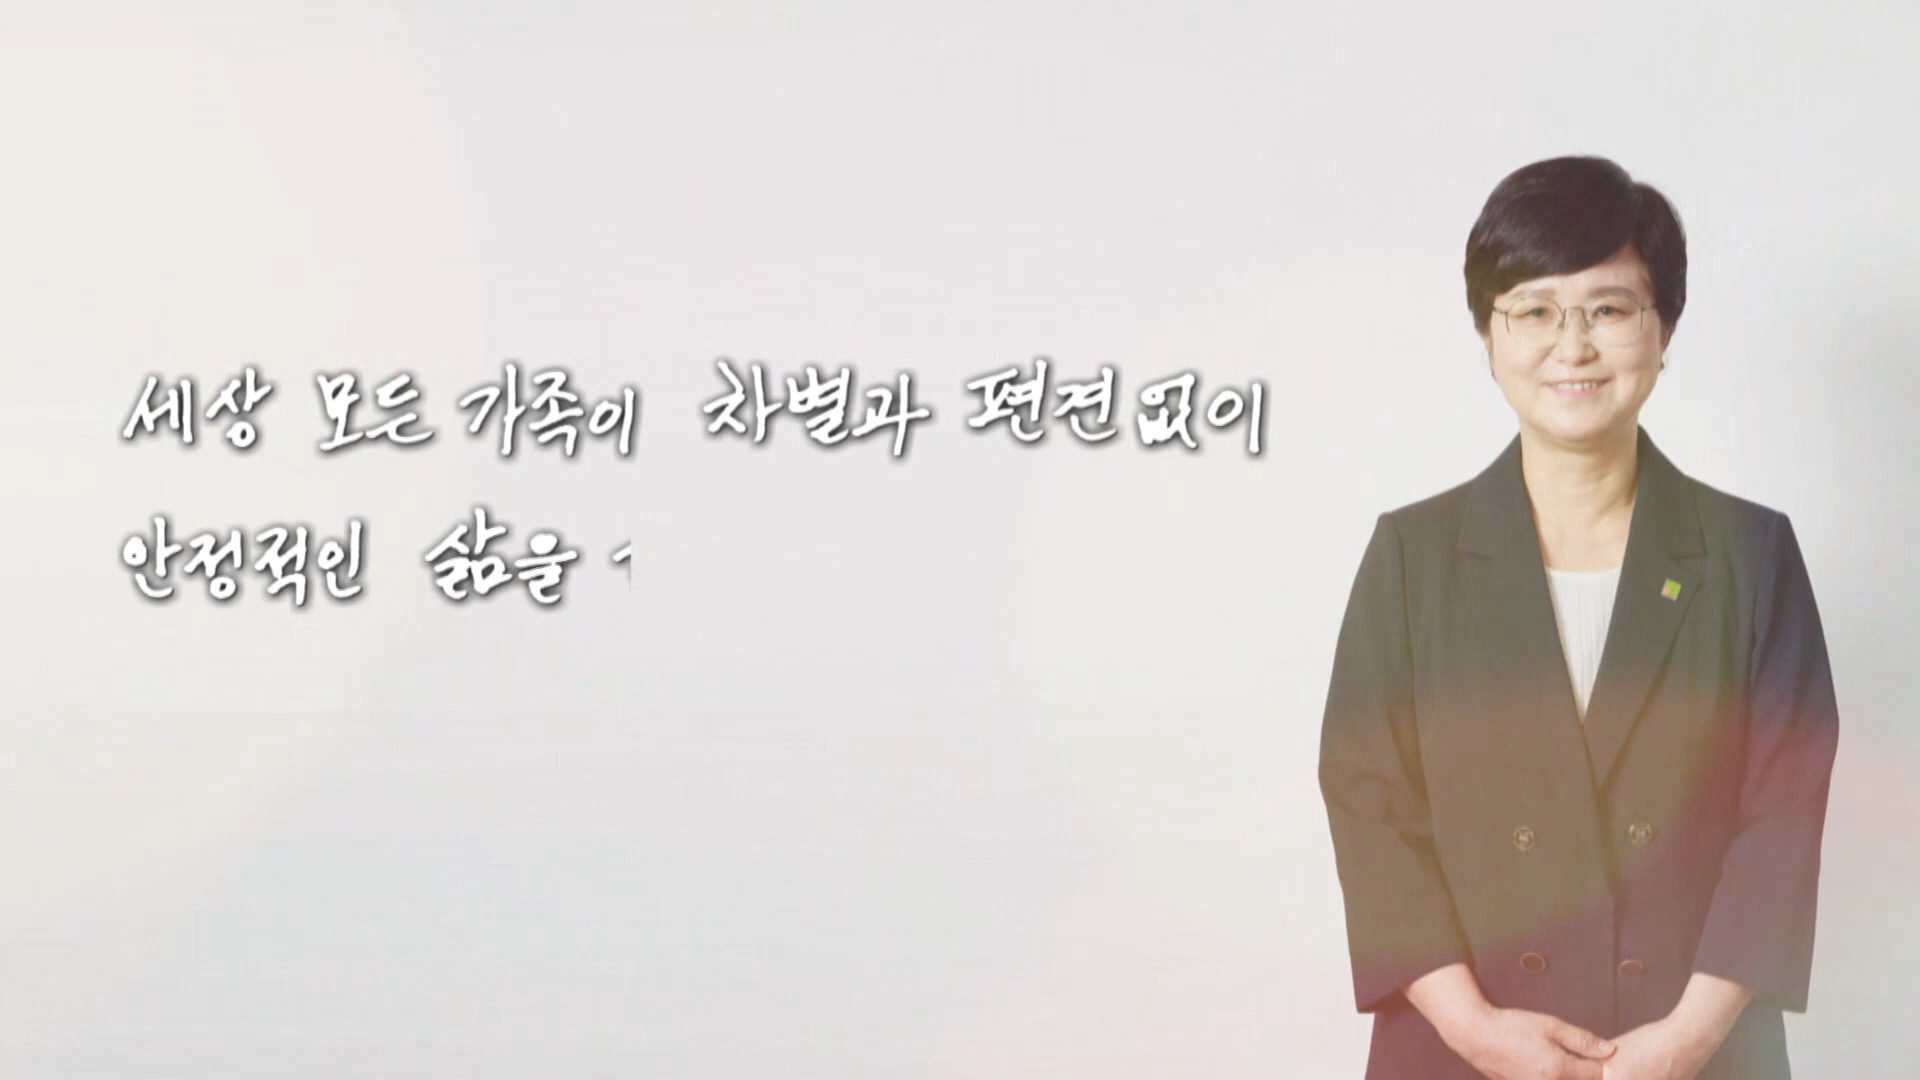 세상 모든 가족이 차별과 편견없이
안정적인 삶을